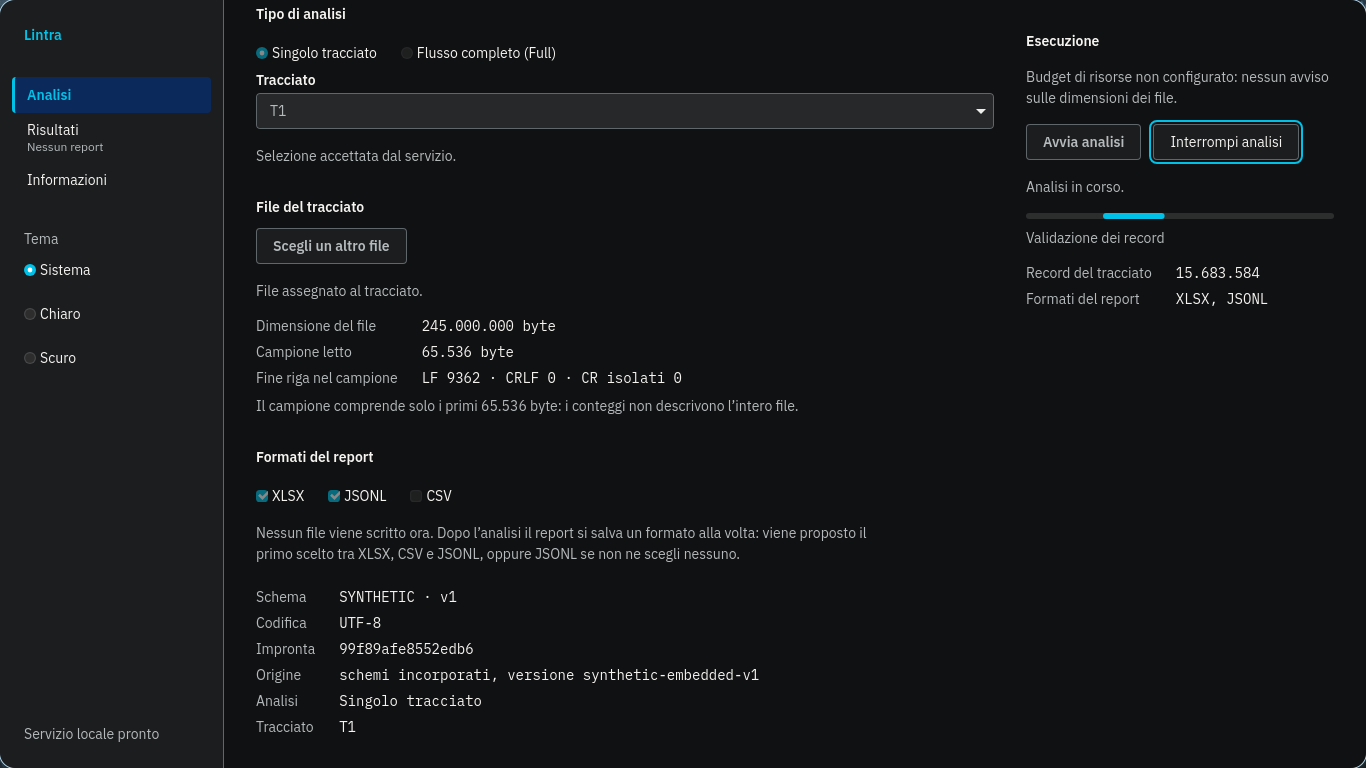 Lintra
Analisi
Risultati
Nessun report
Informazioni
Tema
Sistema
Chiaro
Scuro
Servizio locale pronto
Tipo di analisi
Singolo tracciato
Flusso completo (Full)
Tracciato
T1
Selezione accettata dal servizio.
File del tracciato
Scegli un altro file
File assegnato al tracciato.
Dimensione del file 245.000.000 byte
Campione letto 65.536 byte
Fine riga nel campione LF 9362 · CRLF 0 · CR isolati 0
Il campione comprende solo i primi 65.536 byte: i conteggi non descrivono l’intero file.
Formati del report
XLSX JSONL CSV
Nessun file viene scritto ora. Dopo l’analisi il report si salva un formato alla volta: viene proposto il
primo scelto tra XLSX, CSV e JSONL, oppure JSONL se non ne scegli nessuno.
Schema SYNTHETIC · v1
Codifica UTF-8
Impronta 99f89afe8552edb6
Origine schemi incorporati, versione synthetic-embedded-v1
Analisi Singolo tracciato
Tracciato T1
Esecuzione
Budget di risorse non configurato: nessun avviso
sulle dimensioni dei file.
Avvia analisi
Interrompi analisi
Analisi in corso.
Validazione dei record
Record del tracciato 15.683.584
Formati del report XLSX, JSONL